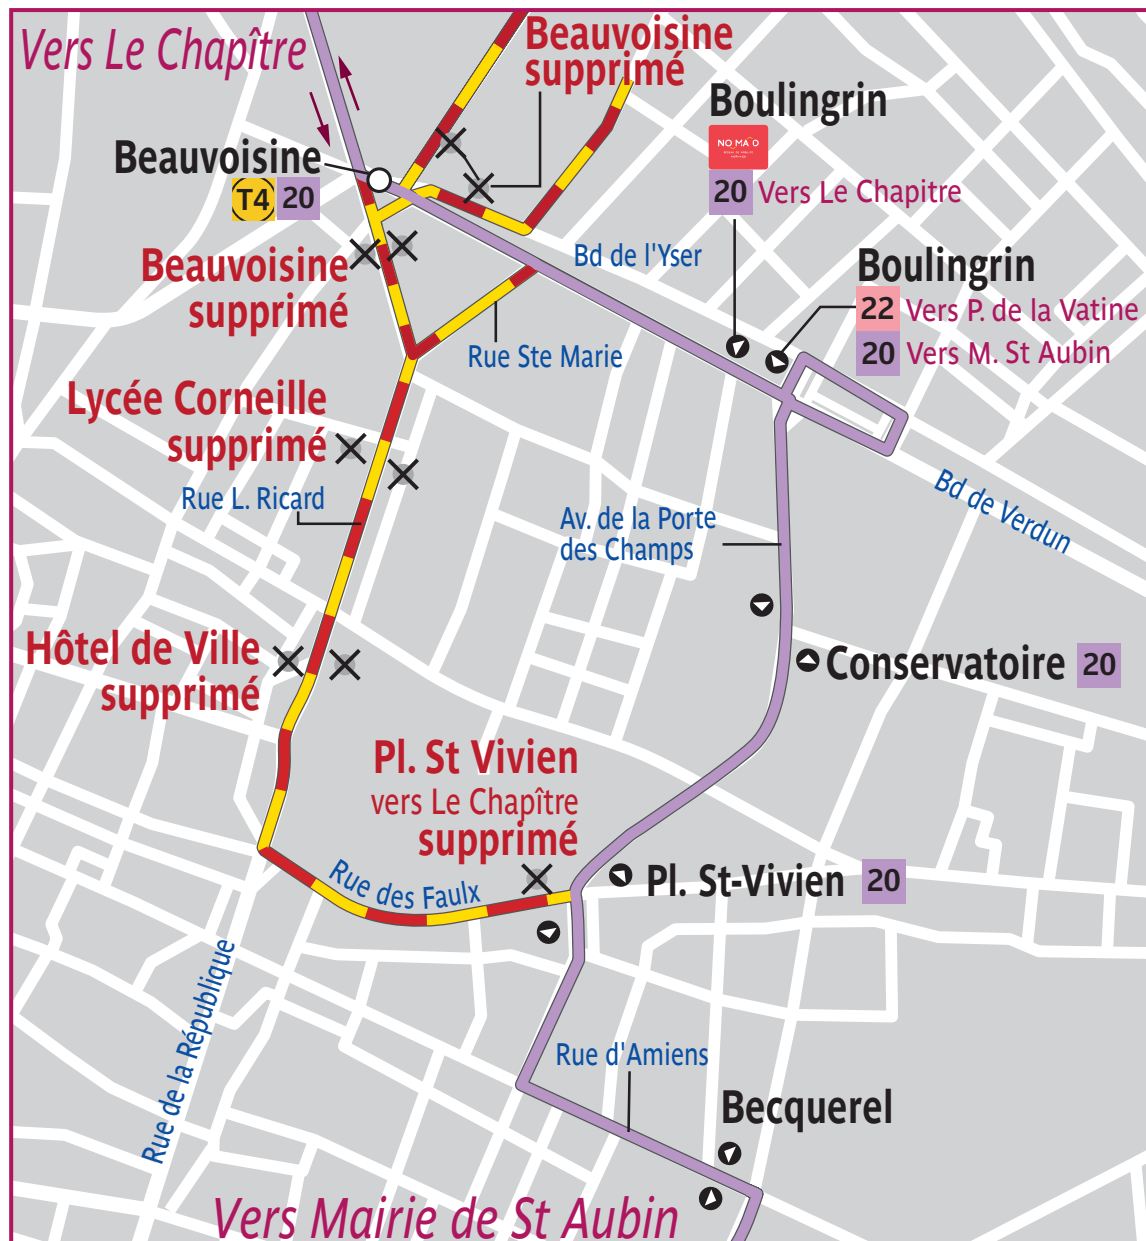 Vers Le Chapître
Beauvoisine
supprimé
Boulingrin
NO MA O
20 Vers Le Chapitre
Beauvoisine
T4 20
Bd de l'Yser
Boulingrin
22 Vers P. de la Vatine
20 Vers M. St Aubin
Beauvoisine
supprimé
Rue Ste Marie
Lycée Corneille
supprimé
Rue L. Ricard
Bd de Verdun
Av. de la Porte
des Champs
Hôtel de Ville
supprimé
Conservatoire 20
Pl. St Vivien
vers Le Chapître
supprimé
Rue des Faulx
Pl. St-Vivien 20
Rue de la République
Rue d'Amiens
Becquerel
Vers Mairie de St Aubin